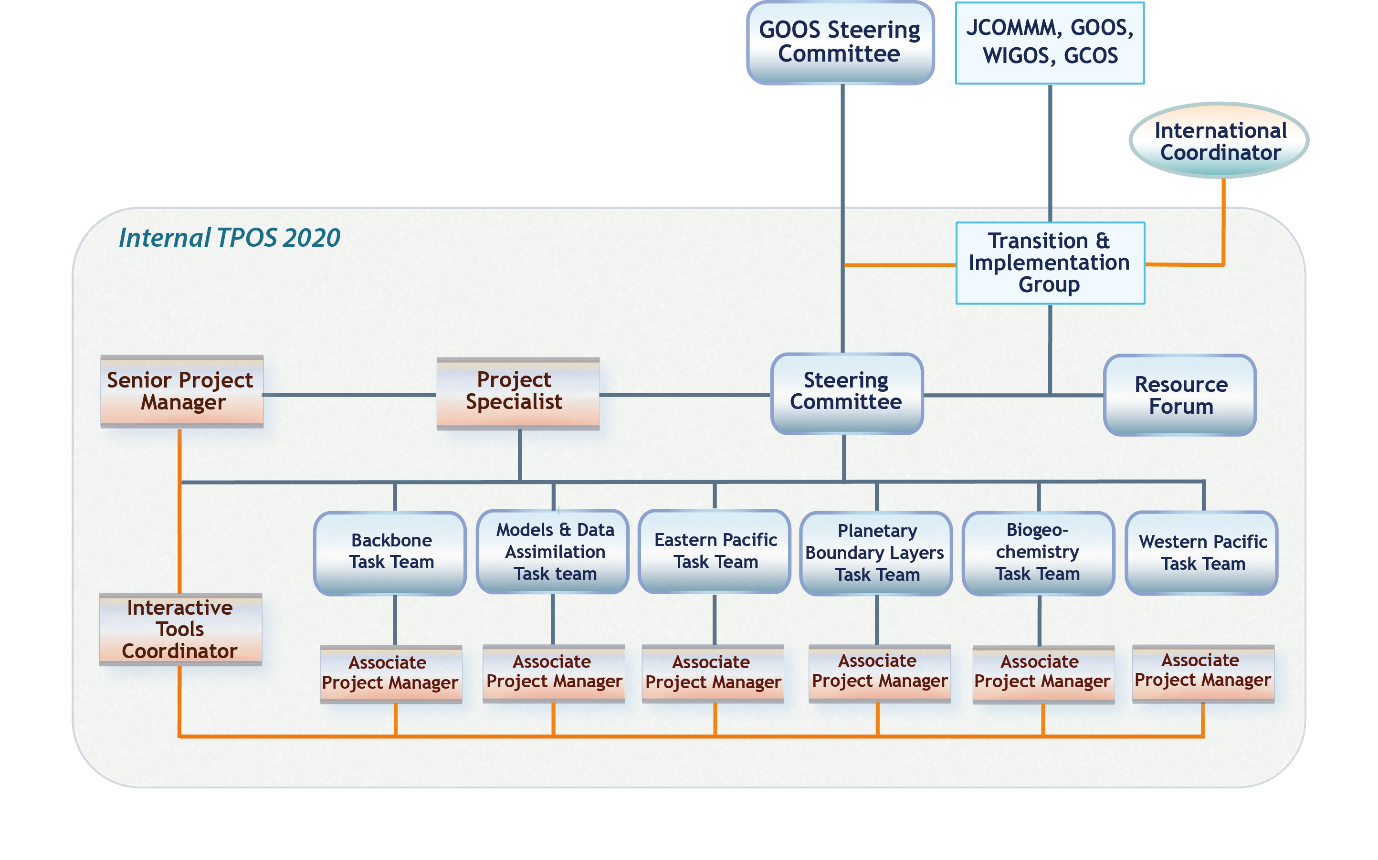 GOOS Steering
Committee
JCOMMM, GOOS,
WIGOS, GCOS
International
Coordinator
Internal TPOS 2020
Transition &
Implementation
Group
Senior Project
Manager
Project
Specialist
Steering
Committee
Resource
Forum
Backbone
Task Team
Models & Data
Assimilation
Task team
Eastern Pacific
Task Team
Planetary
Boundary Layers
Task Team
Biogeo-
chemistry
Task Team
Western Pacific
Task Team
Interactive
Tools
Coordinator
Associate
Project Manager
Associate
Project Manager
Associate
Project Manager
Associate
Project Manager
Associate
Project Manager
Associate
Project Manager